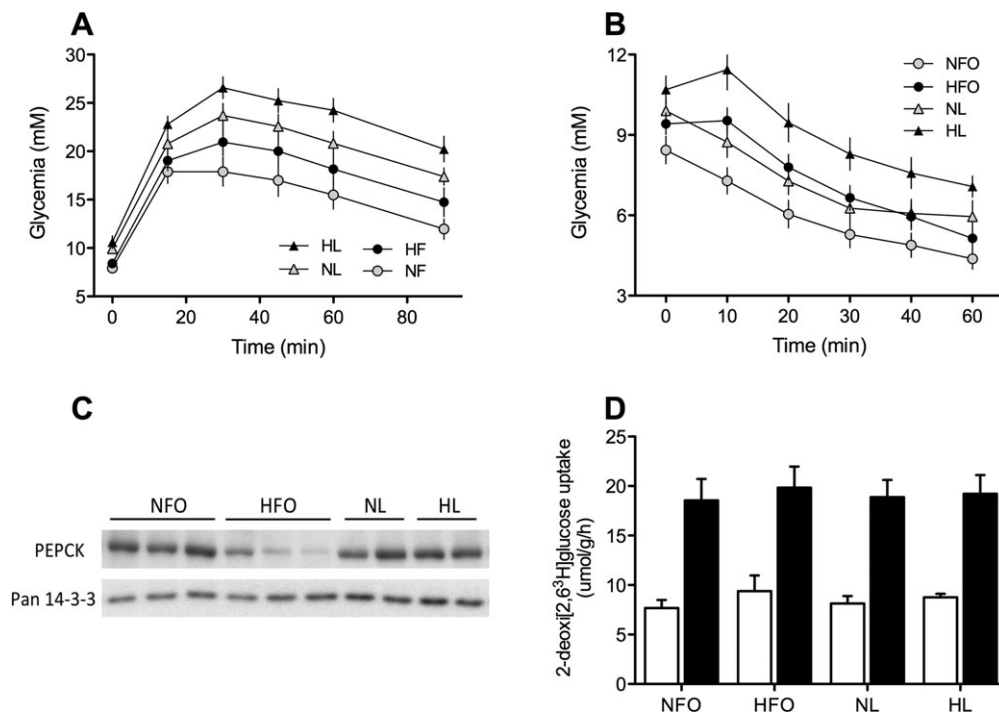 A
30
25
20
15
10
5
Glycemia (mM)
0 20 40 60 80
Time (min)
HL HF
NL NF
B
12
9
6
3
Glycemia (mM)
0 10 20 30 40 60
Time (min)
NFO
HFO
NL
HL
C
NFO HFO NL HL
PEPCK
Pan 14-3-3
D
25
20
15
10
5
0
2-deoxi[2,6³H]glucose uptake
(umol/g/h)
NFO HFO NL HL